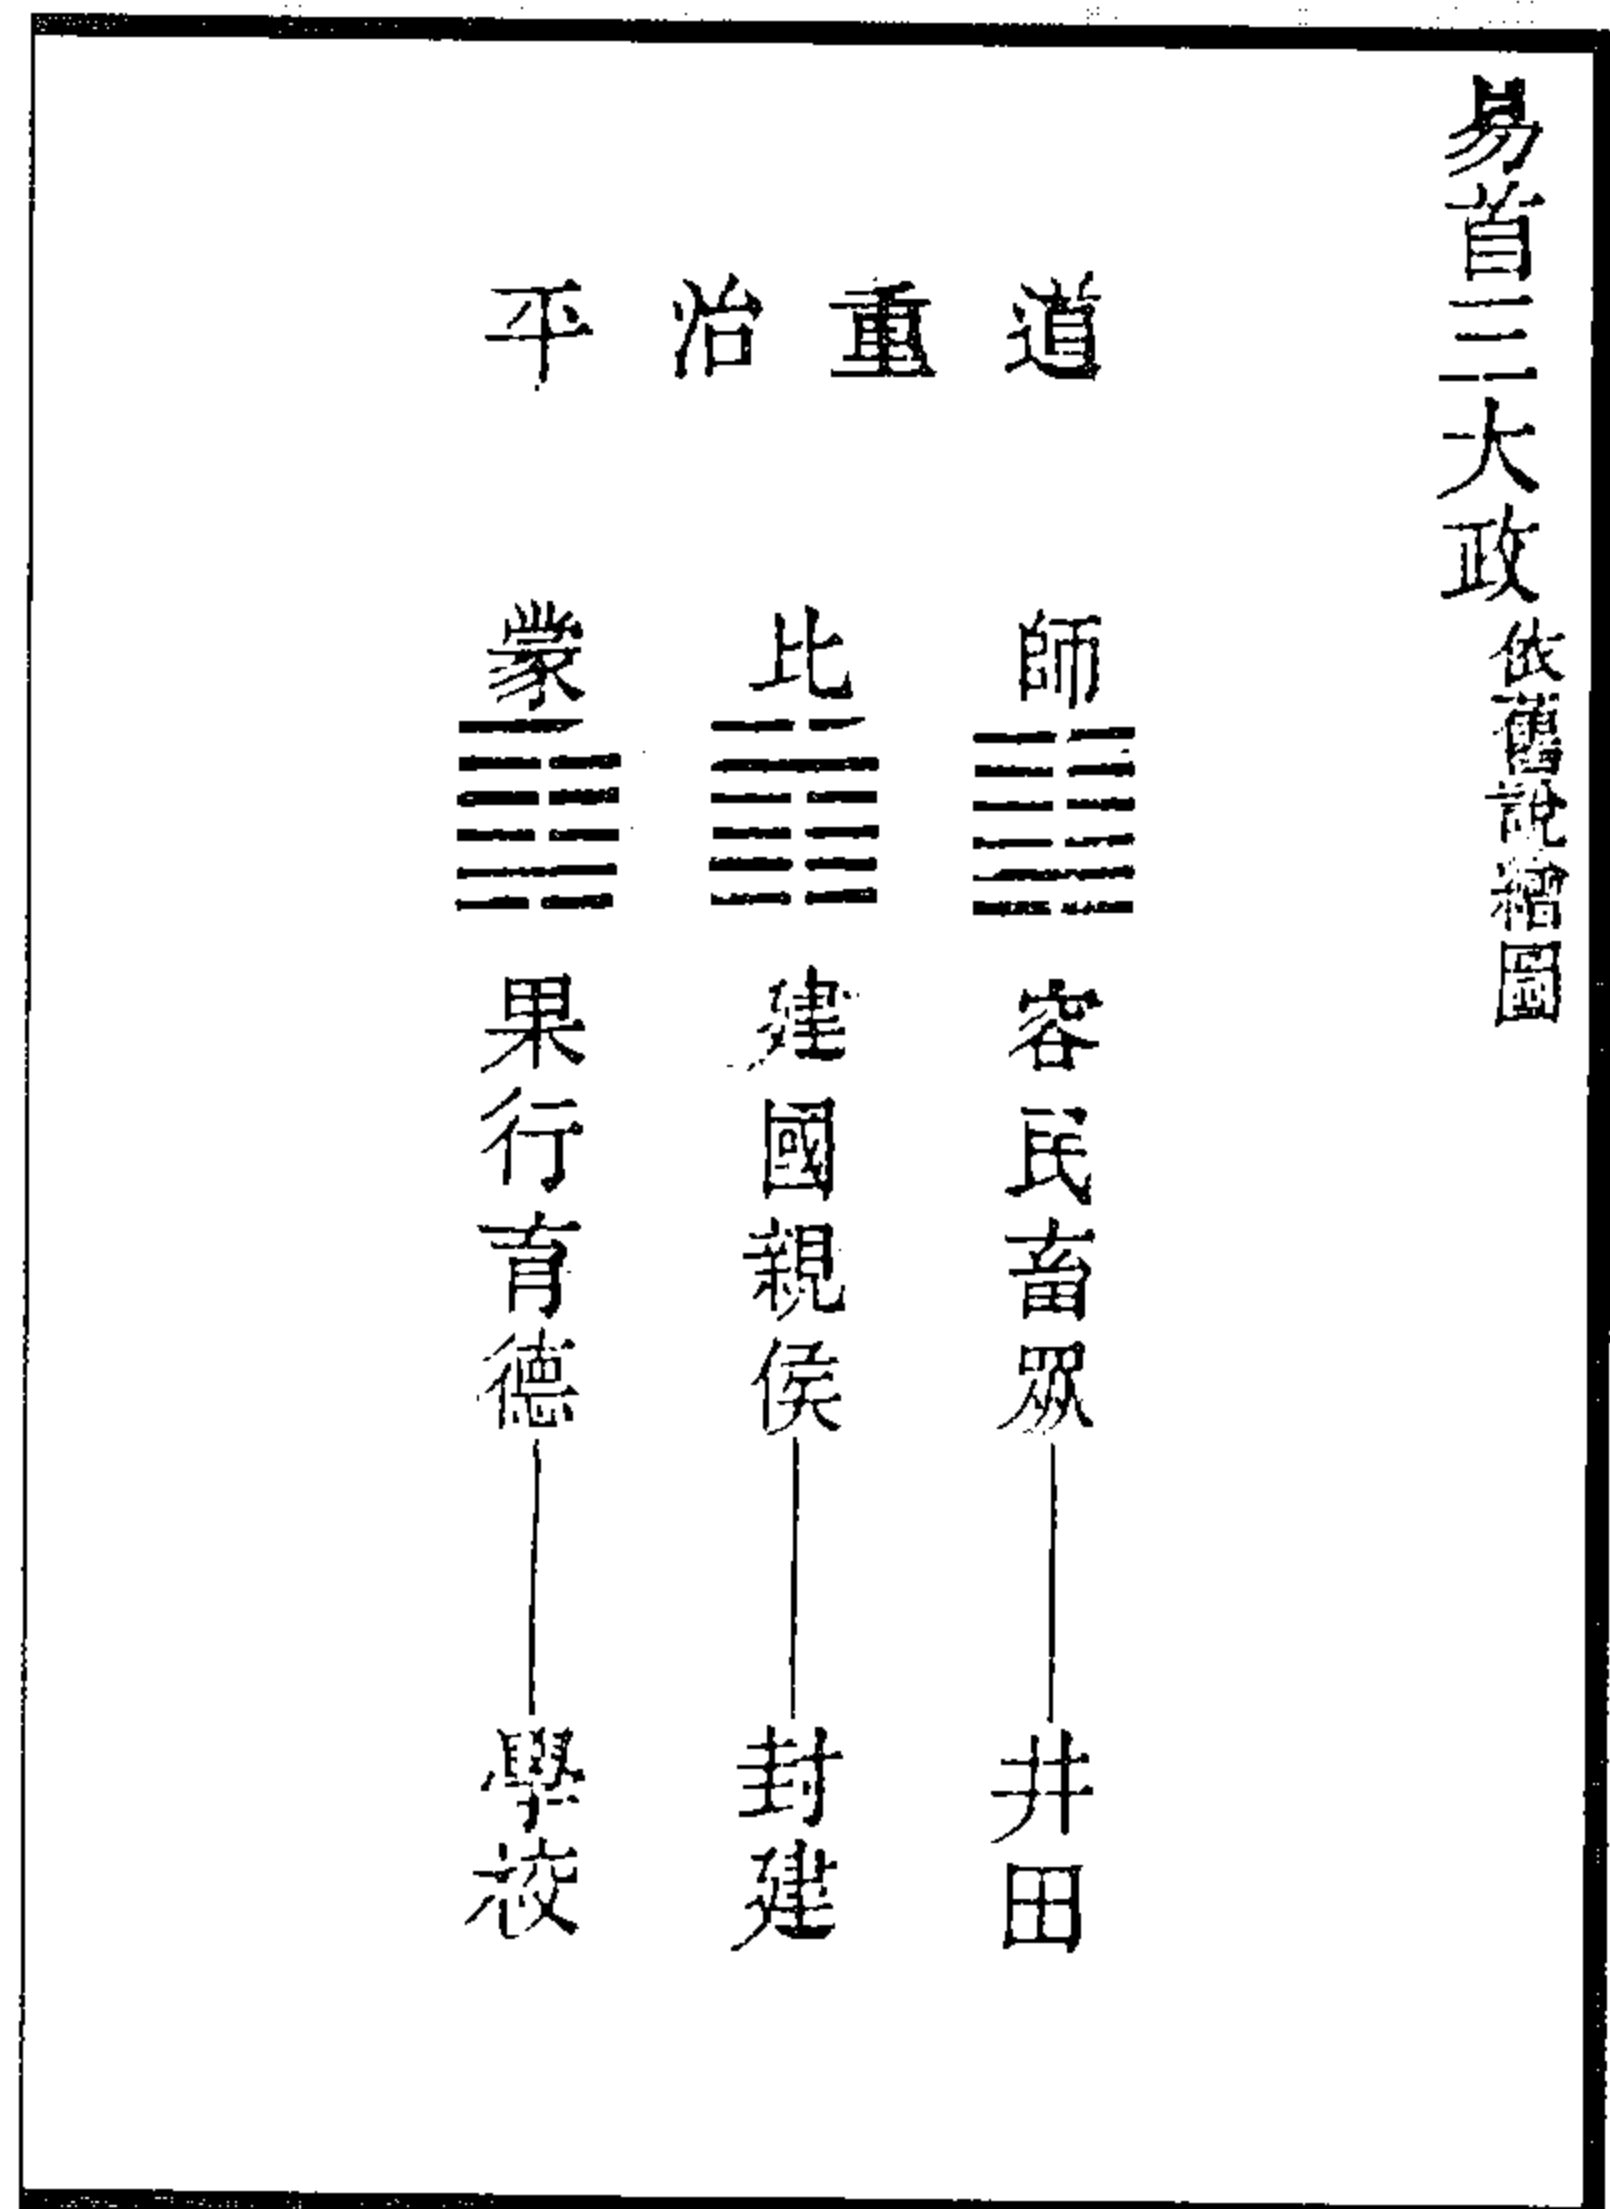 易首三大政依舊說繪圖
道重治平
師
容民畜眾
井田
比
建國親侯
封建
蒙
果行育德
學校